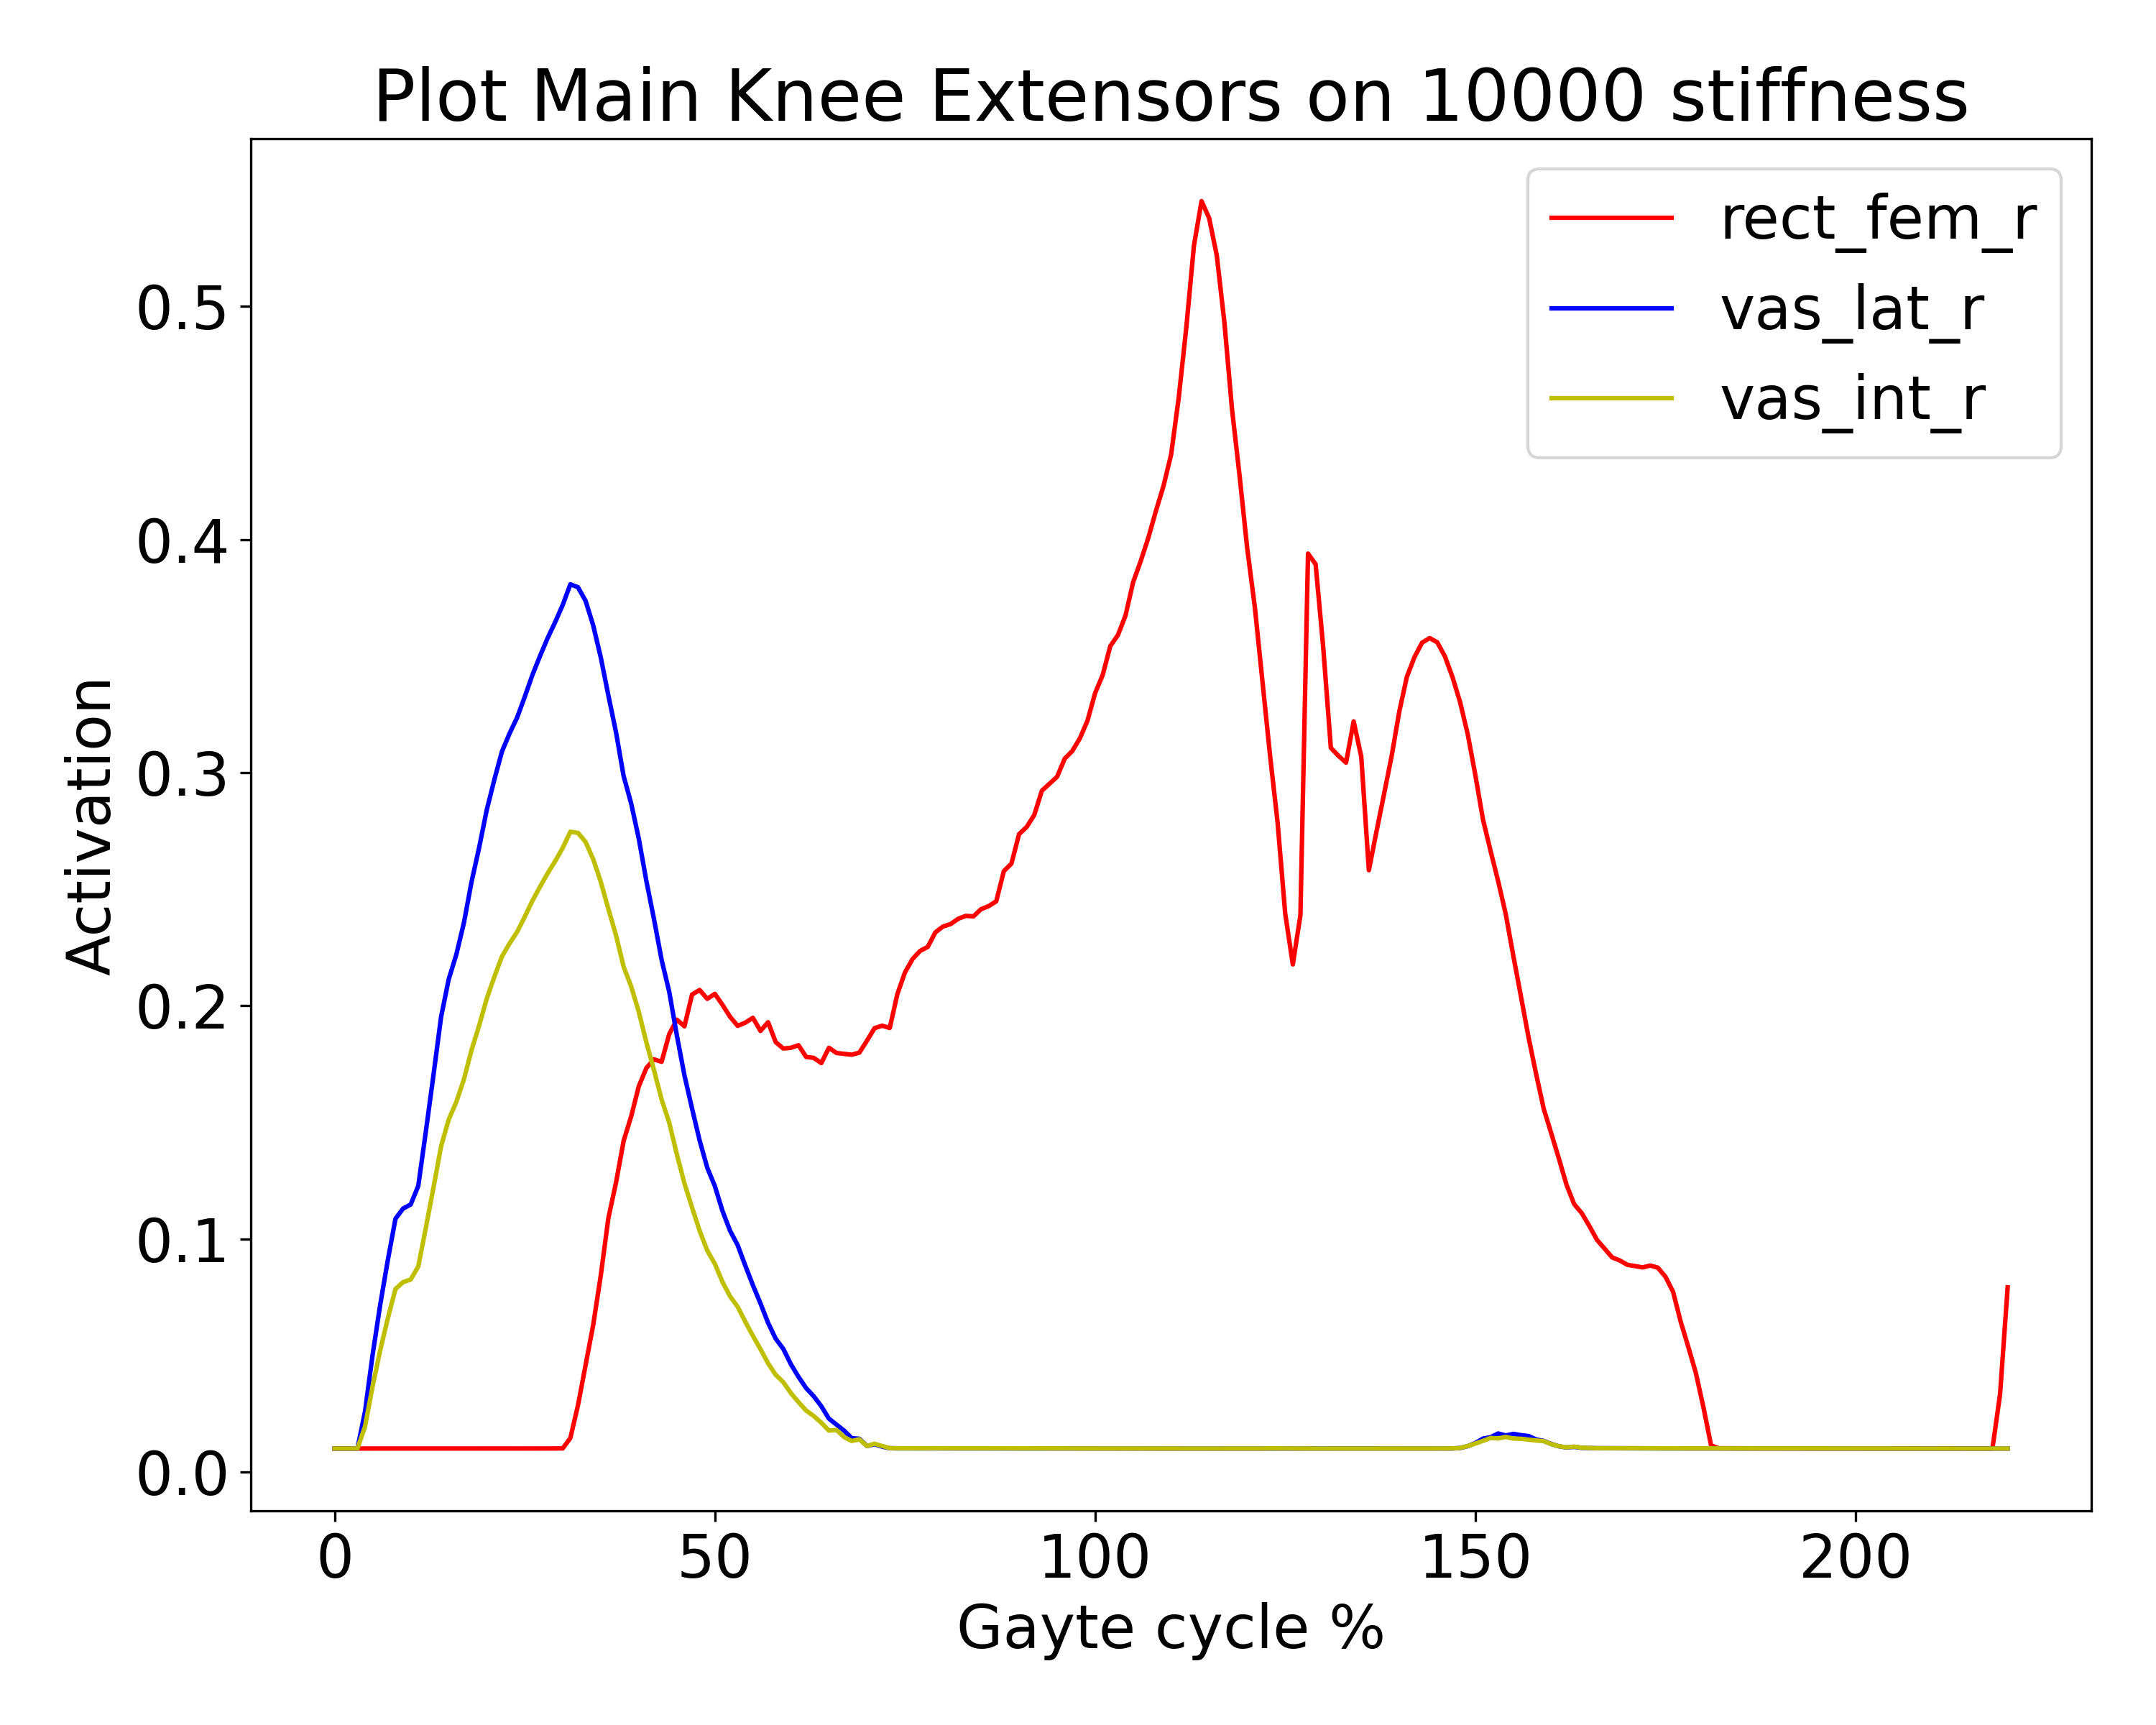 Plot Main Knee Extensors on 10000 stiffness
rect_fem_r
vas_lat_r
vas_int_r
0.5
0.4
0.3
0.2
0.1
0.0
Activation
0 50 100 150 200
Gayte cycle %